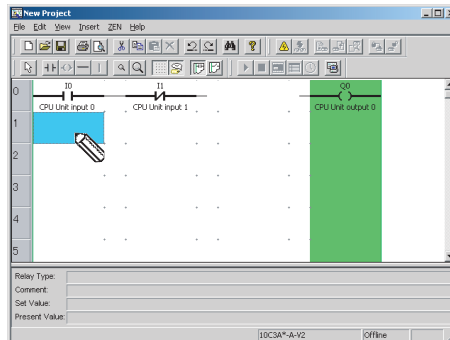 New Project
File Edit View Insert ZEN Help
0
I0 I1 Q0
CPU Unit input 0 CPU Unit input 1 CPU Unit output 0
1
2
3
4
5
Relay Type:
Comment:
Set Value:
Present Value:
10C3A*-A-V2 Offline